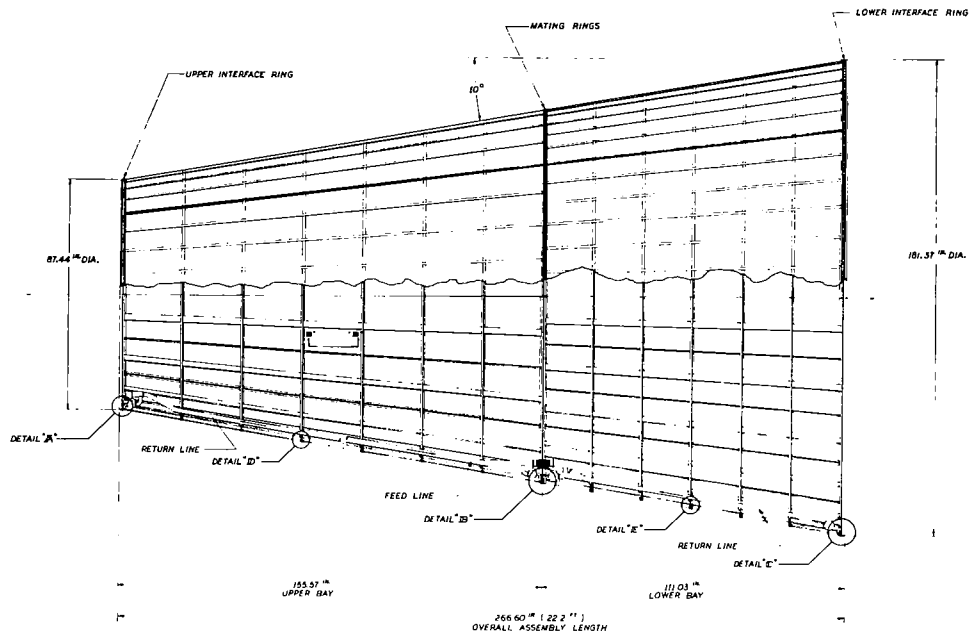 LOWER INTERFACE RING
MATING RINGS
UPPER INTERFACE RING
10°
87.44 IN. DIA.
181.37 IN. DIA.
DETAIL "A"
RETURN LINE
DETAIL "D"
FEED LINE
DETAIL "B"
DETAIL "E"
RETURN LINE
DETAIL "C"
155.57 IN.
UPPER BAY
111.03 IN.
LOWER BAY
266.60 IN (22.2 FT)
OVERALL ASSEMBLY LENGTH